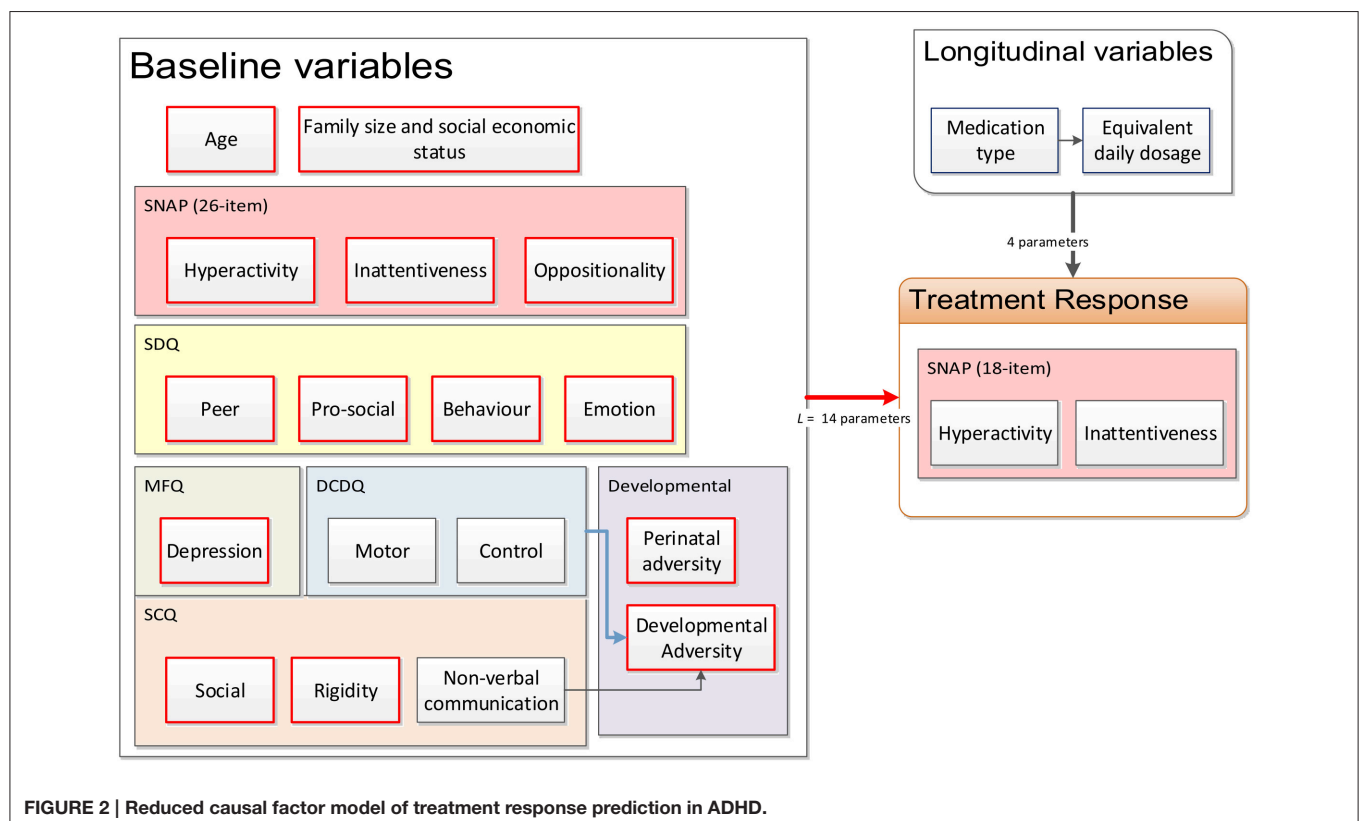 Baseline variables
Age
Family size and social economic
status
SNAP (26-item)
Hyperactivity
Inattentiveness
Oppositionality
SDQ
Peer
Pro-social
Behaviour
Emotion
MFQ
Depression
DCDQ
Motor
Control
Developmental
Perinatal
adversity
Developmental
Adversity
SCQ
Social
Rigidity
Non-verbal
communication
L = 14 parameters
Longitudinal variables
Medication
type
Equivalent
daily dosage
4 parameters
Treatment Response
SNAP (18-item)
Hyperactivity
Inattentiveness
FIGURE 2 | Reduced causal factor model of treatment response prediction in ADHD.